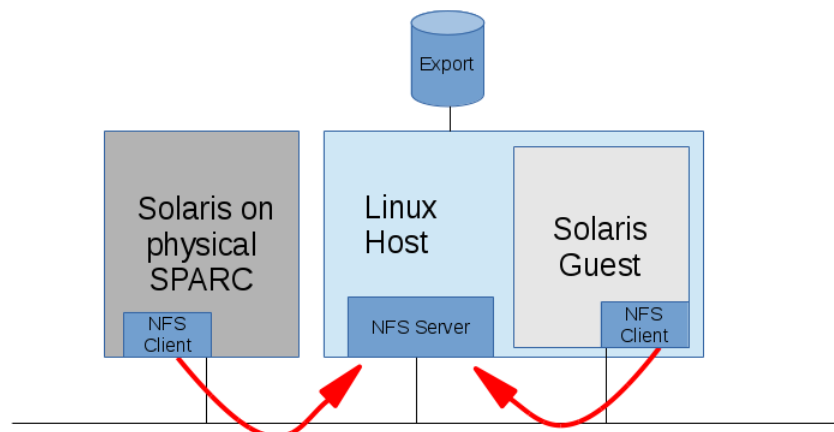 Export
Solaris on
physical
SPARC
NFS
Client
Linux
Host
NFS Server
Solaris
Guest
NFS
Client